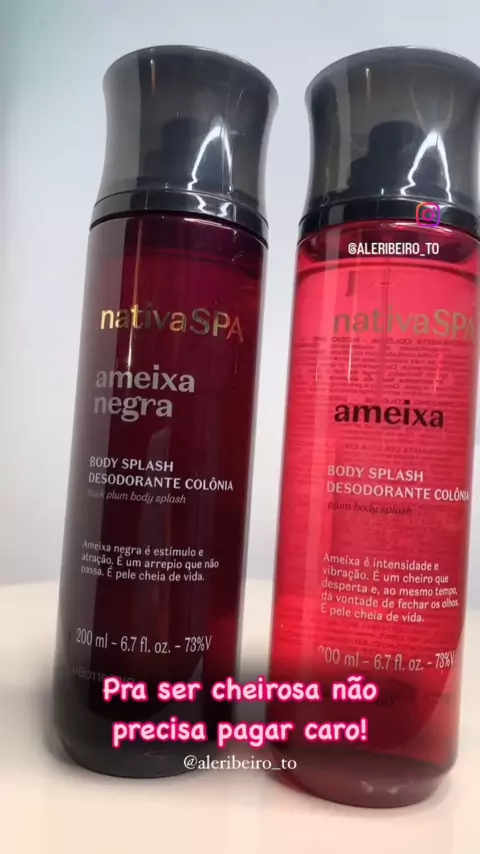 @ALERIBEIRO_TO
nativaSPA
ameixa
negra
BODY SPLASH
DESODORANTE COLÔNIA
black plum body splash
Ameixa negra é estímulo e
atração. É um arrepio que não
passa. É pele cheia de vida.
200 ml – 6.7 fl. oz. – 73%V
nativaSPA
ameixa
BODY SPLASH
DESODORANTE COLÔNIA
plum body splash
Ameixa é intensidade e
vibração. É um cheiro que
desperta e, ao mesmo tempo,
dá vontade de fechar os olhos.
É pele cheia de vida.
200 ml – 6.7 fl. oz. – 73%V
Pra ser cheirosa não
precisa pagar caro!
@aleribeiro_to